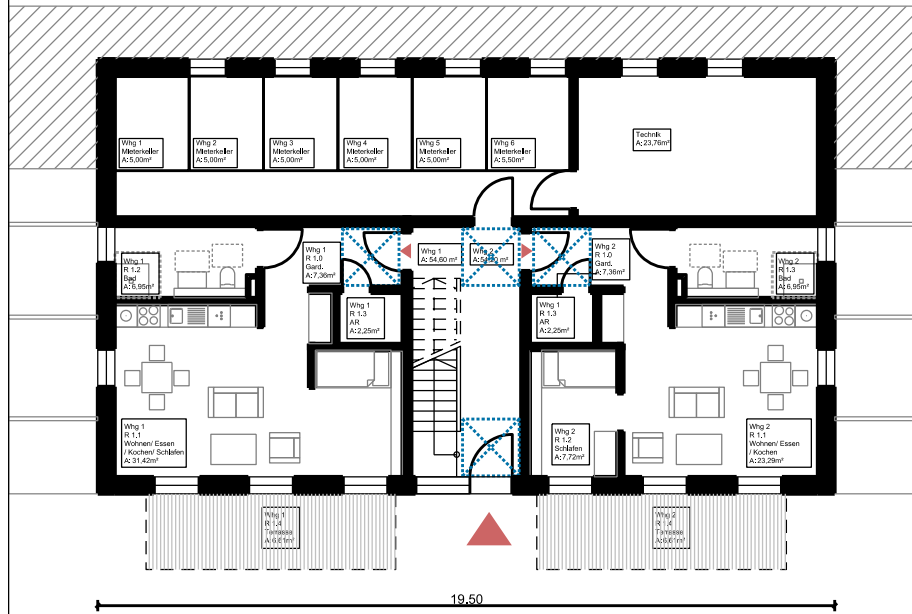 Whg 1
Mieterkeller
A: 5,00m²
Whg 2
Mieterkeller
A: 5,00m²
Whg 3
Mieterkeller
A: 5,00m²
Whg 4
Mieterkeller
A: 5,00m²
Whg 5
Mieterkeller
A: 5,00m²
Whg 6
Mieterkeller
A: 5,50m²
Technik
A: 23,76m²
Whg 1
R 1.2
Bad
A: 6,95m²
Whg 1
R 1.0
Gard.
A: 7,36m²
Whg 1
A: 54,60 m²
Whg 2
Whg 2
R 1.0
Gard.
A: 7,36m²
Whg 2
R 1.3
Bad
A: 6,95m²
Whg 1
R 1.3
AR
A: 2,25m²
Whg 1
R 1.3
AR
A: 2,25m²
Whg 1
R 1.1
Wohnen/ Essen
/ Kochen/ Schlafen
A: 31,42m²
Whg 2
R 1.2
Schlafen
A: 7,72m²
Whg 2
R 1.1
Wohnen/ Essen
/ Kochen
A: 23,29m²
Whg 1
R 1.4
Terrasse
A: 6,61m²
Whg 2
R 1.4
Terrasse
A: 6,61m²
19.50